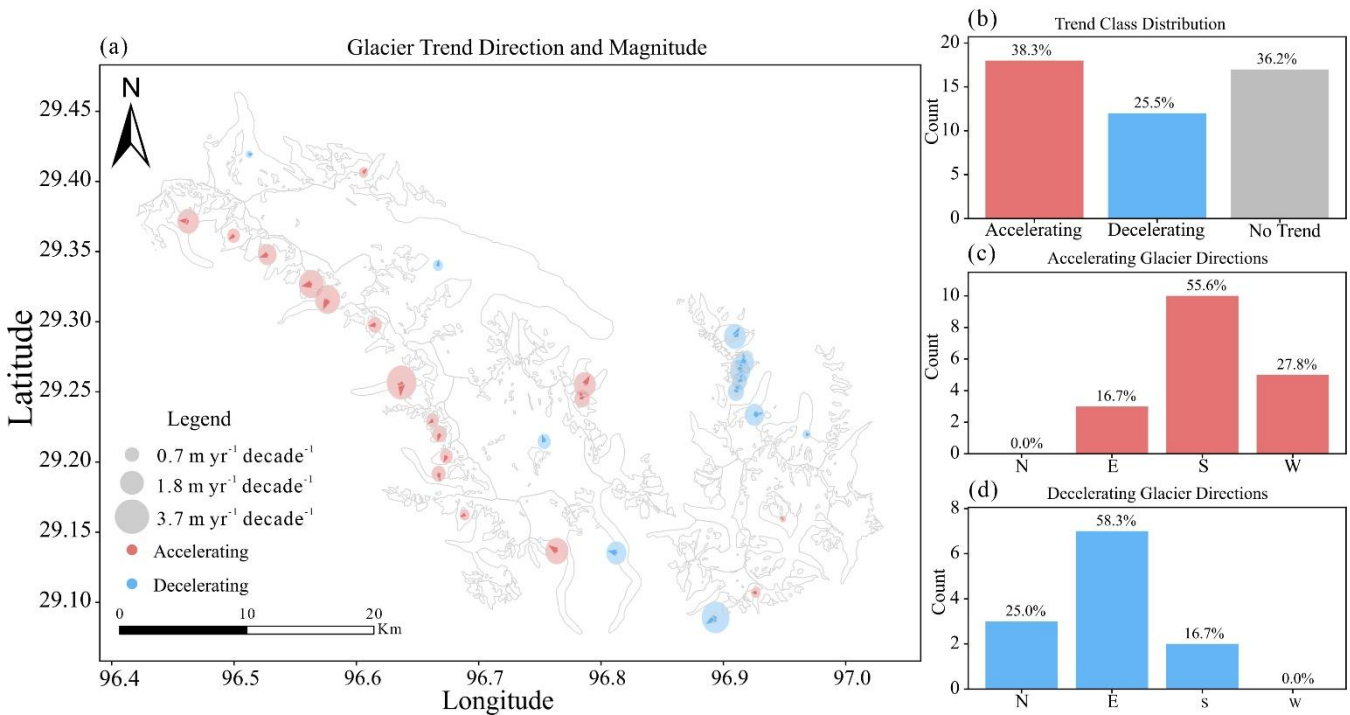 (a)
Glacier Trend Direction and Magnitude
N
Latitude
29.45
29.40
29.35
29.30
29.25
29.20
29.15
29.10
Legend
0.7 m yr⁻¹ decade⁻¹
1.8 m yr⁻¹ decade⁻¹
3.7 m yr⁻¹ decade⁻¹
Accelerating
Decelerating
0 10 20
Km
96.4 96.5 96.6 96.7 96.8 96.9 97.0
Longitude
(b)
Trend Class Distribution
Count
20
15
10
5
0
38.3% 25.5% 36.2%
Accelerating Decelerating No Trend
(c)
Accelerating Glacier Directions
Count
10
8
6
4
2
0
0.0% 16.7% 55.6% 27.8%
N E S W
(d)
Decelerating Glacier Directions
Count
8
6
4
2
0
25.0% 58.3% 16.7% 0.0%
N E S W